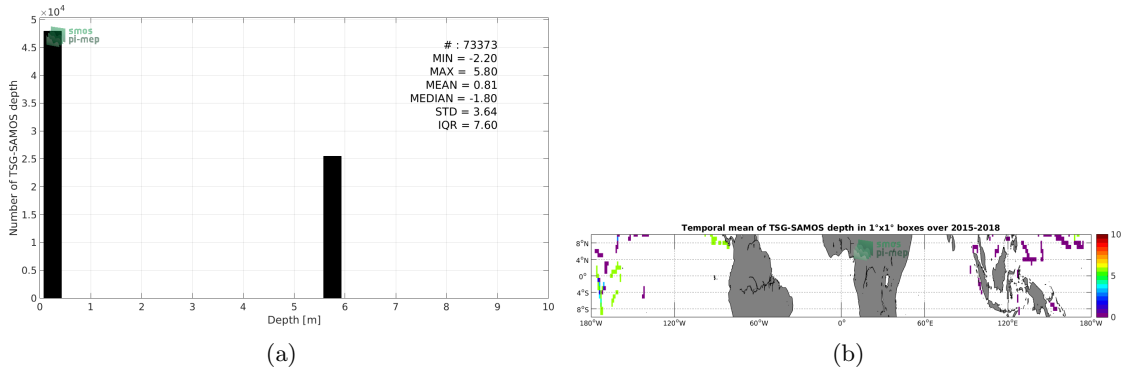 ×10⁴
5
4.5
4
3.5
3
2.5
2
1.5
1
0.5
0
Number of TSG-SAMOS depth
smos
pi-mep
# : 73373
MIN = -2.20
MAX = 5.80
MEAN = 0.81
MEDIAN = -1.80
STD = 3.64
IQR = 7.60
0 1 2 3 4 5 6 7 8 9 10
Depth [m]
(a)
Temporal mean of TSG-SAMOS depth in 1°x1° boxes over 2015-2018
smos
pi-mep
8°N
4°N
0°
4°S
8°S
180°W 120°W 60°W 0° 60°E 120°E 180°W
10
5
0
(b)